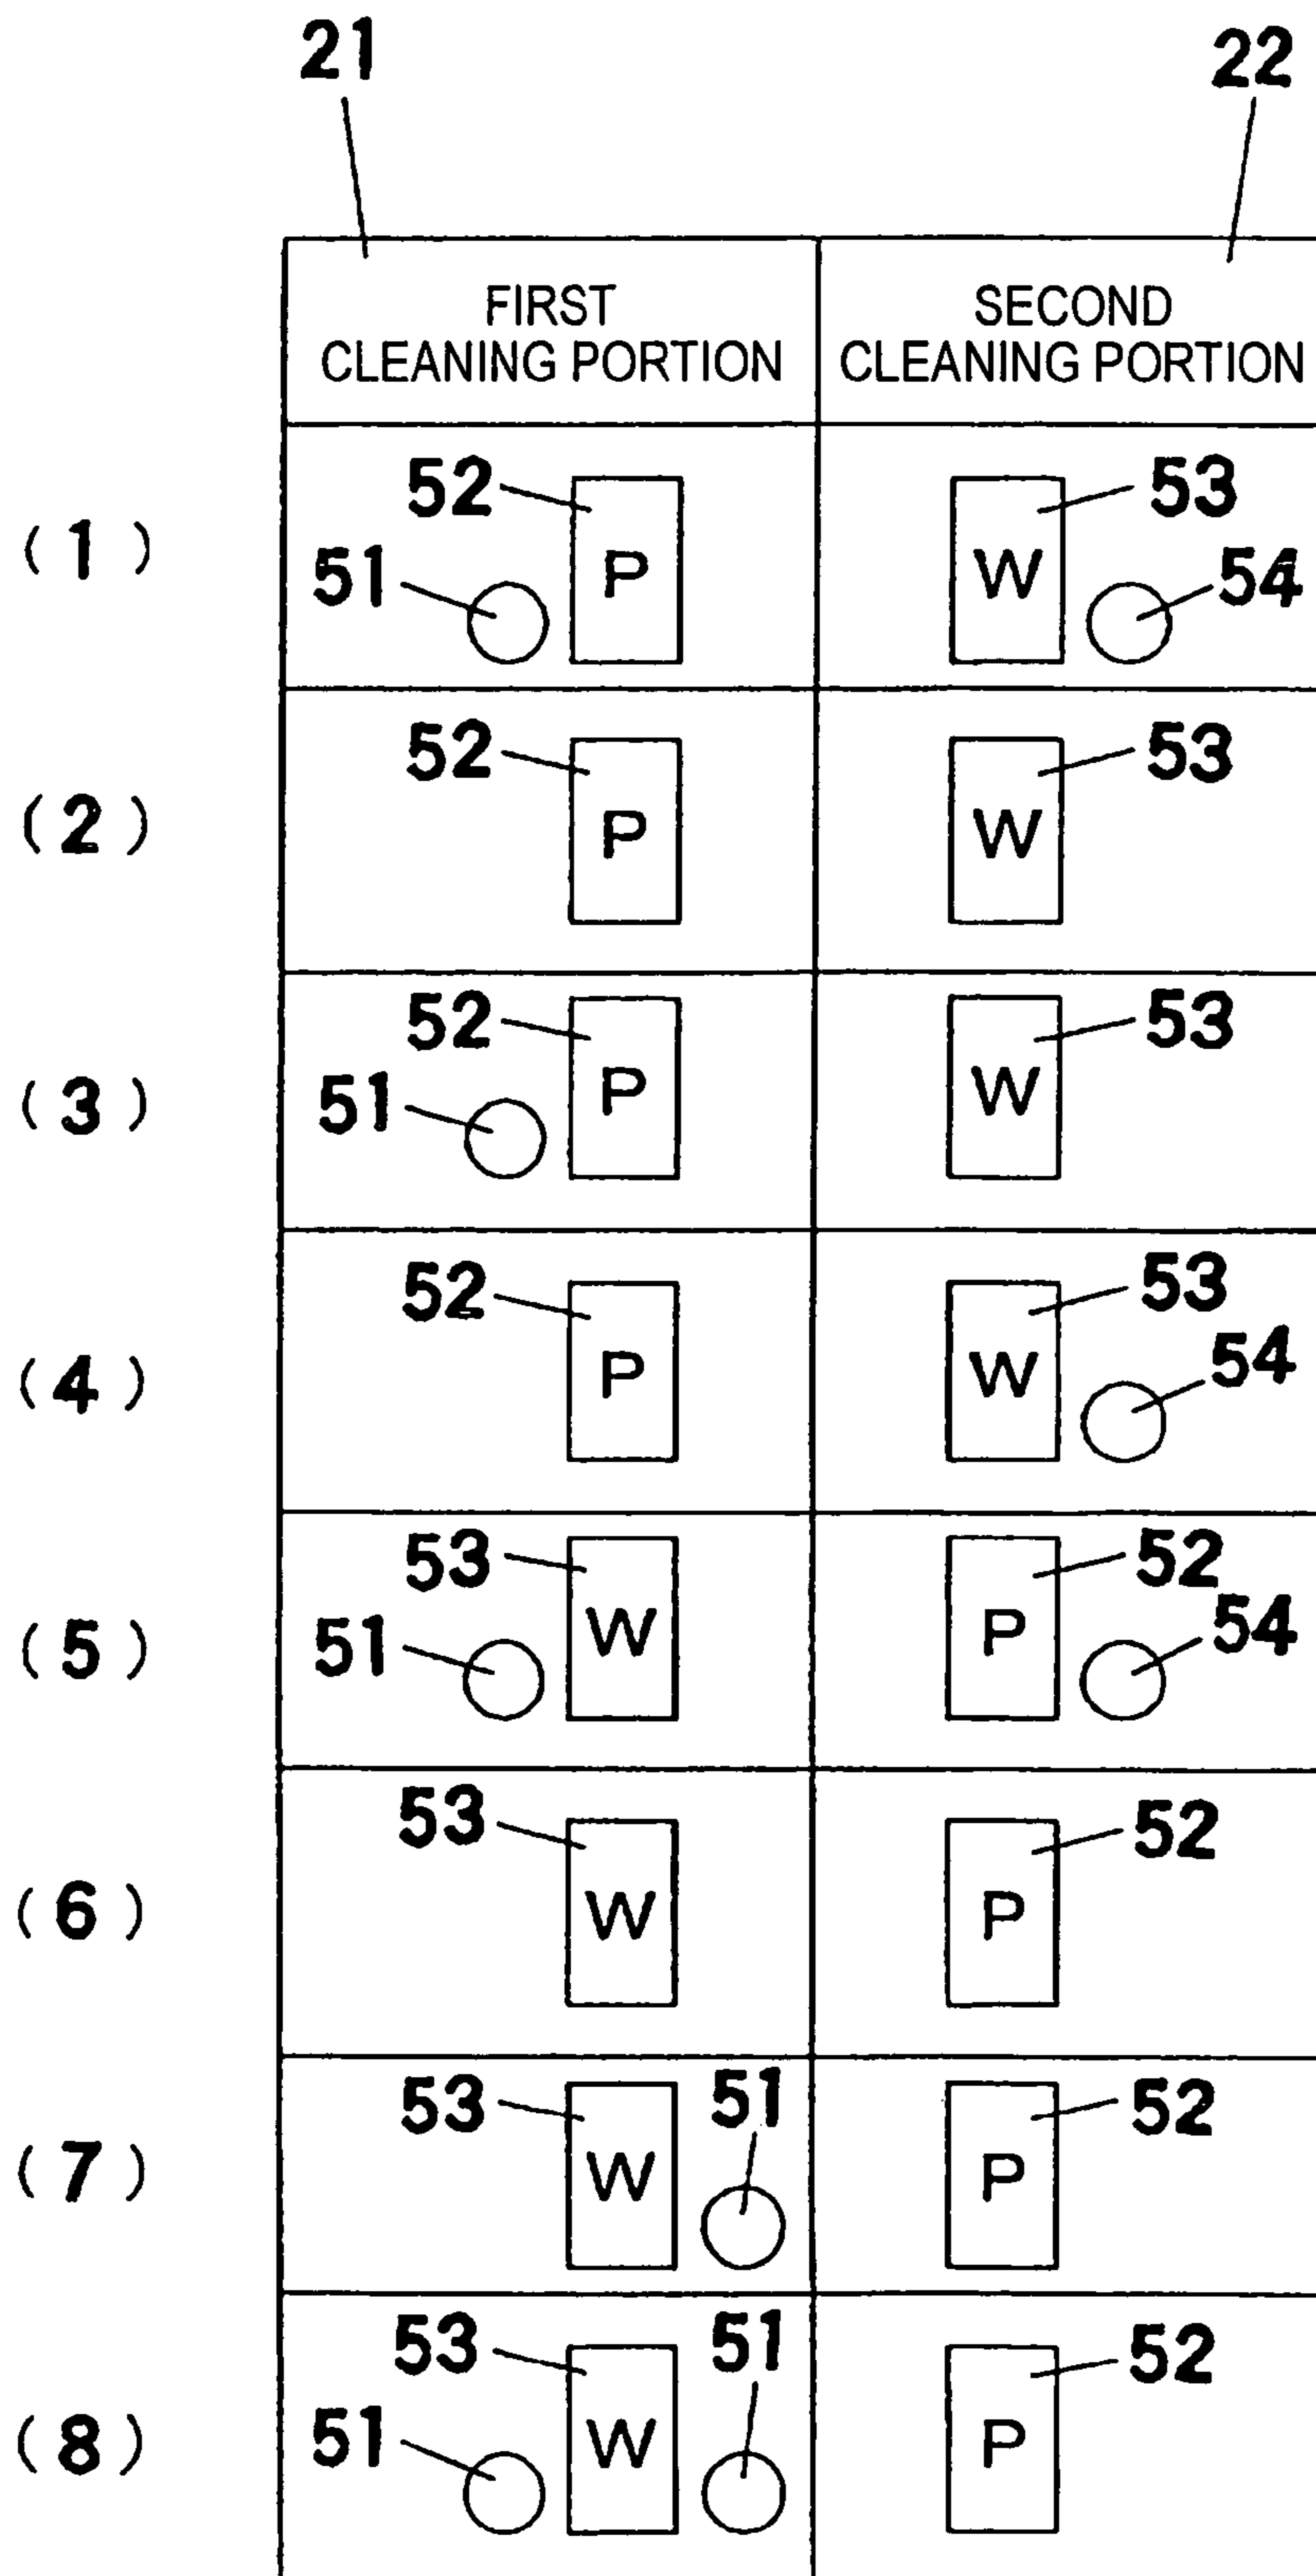 21 22
FIRST
CLEANING PORTION
SECOND
CLEANING PORTION
52 53
(1) 51 P W 54
52 53
(2) P W
52 53
(3) 51 P W
52 53
(4) P W 54
53 52
(5) 51 W P 54
53 52
(6) W P
53 51 52
(7) W P
53 51 52
(8) 51 W P